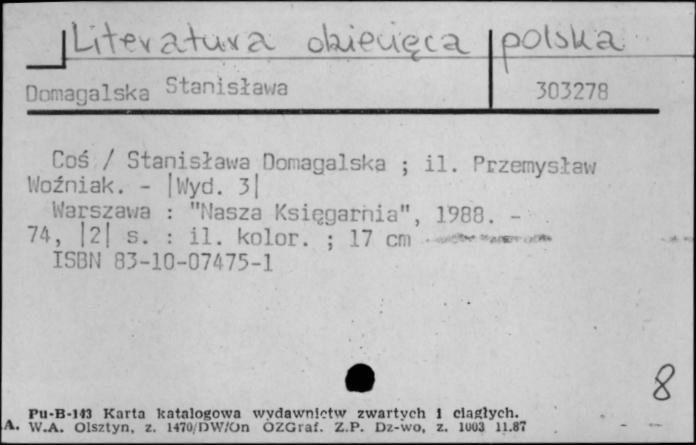 Literatura dziecięca polska
Domagalska Stanisława 303278
Coś / Stanisława Domagalska ; il. Przemysław
Woźniak. - |Wyd. 3|
Warszawa : "Nasza Księgarnia", 1988. -
74, |2| s. : il. kolor. ; 17 cm
ISBN 83-10-07475-1
8
Pu-B-143 Karta katalogowa wydawnictw zwartych i ciągłych.
A. W.A. Olsztyn, z. 1470/DW/On OZGraf. Z.P. Dz-wo, z. 1003 11.87